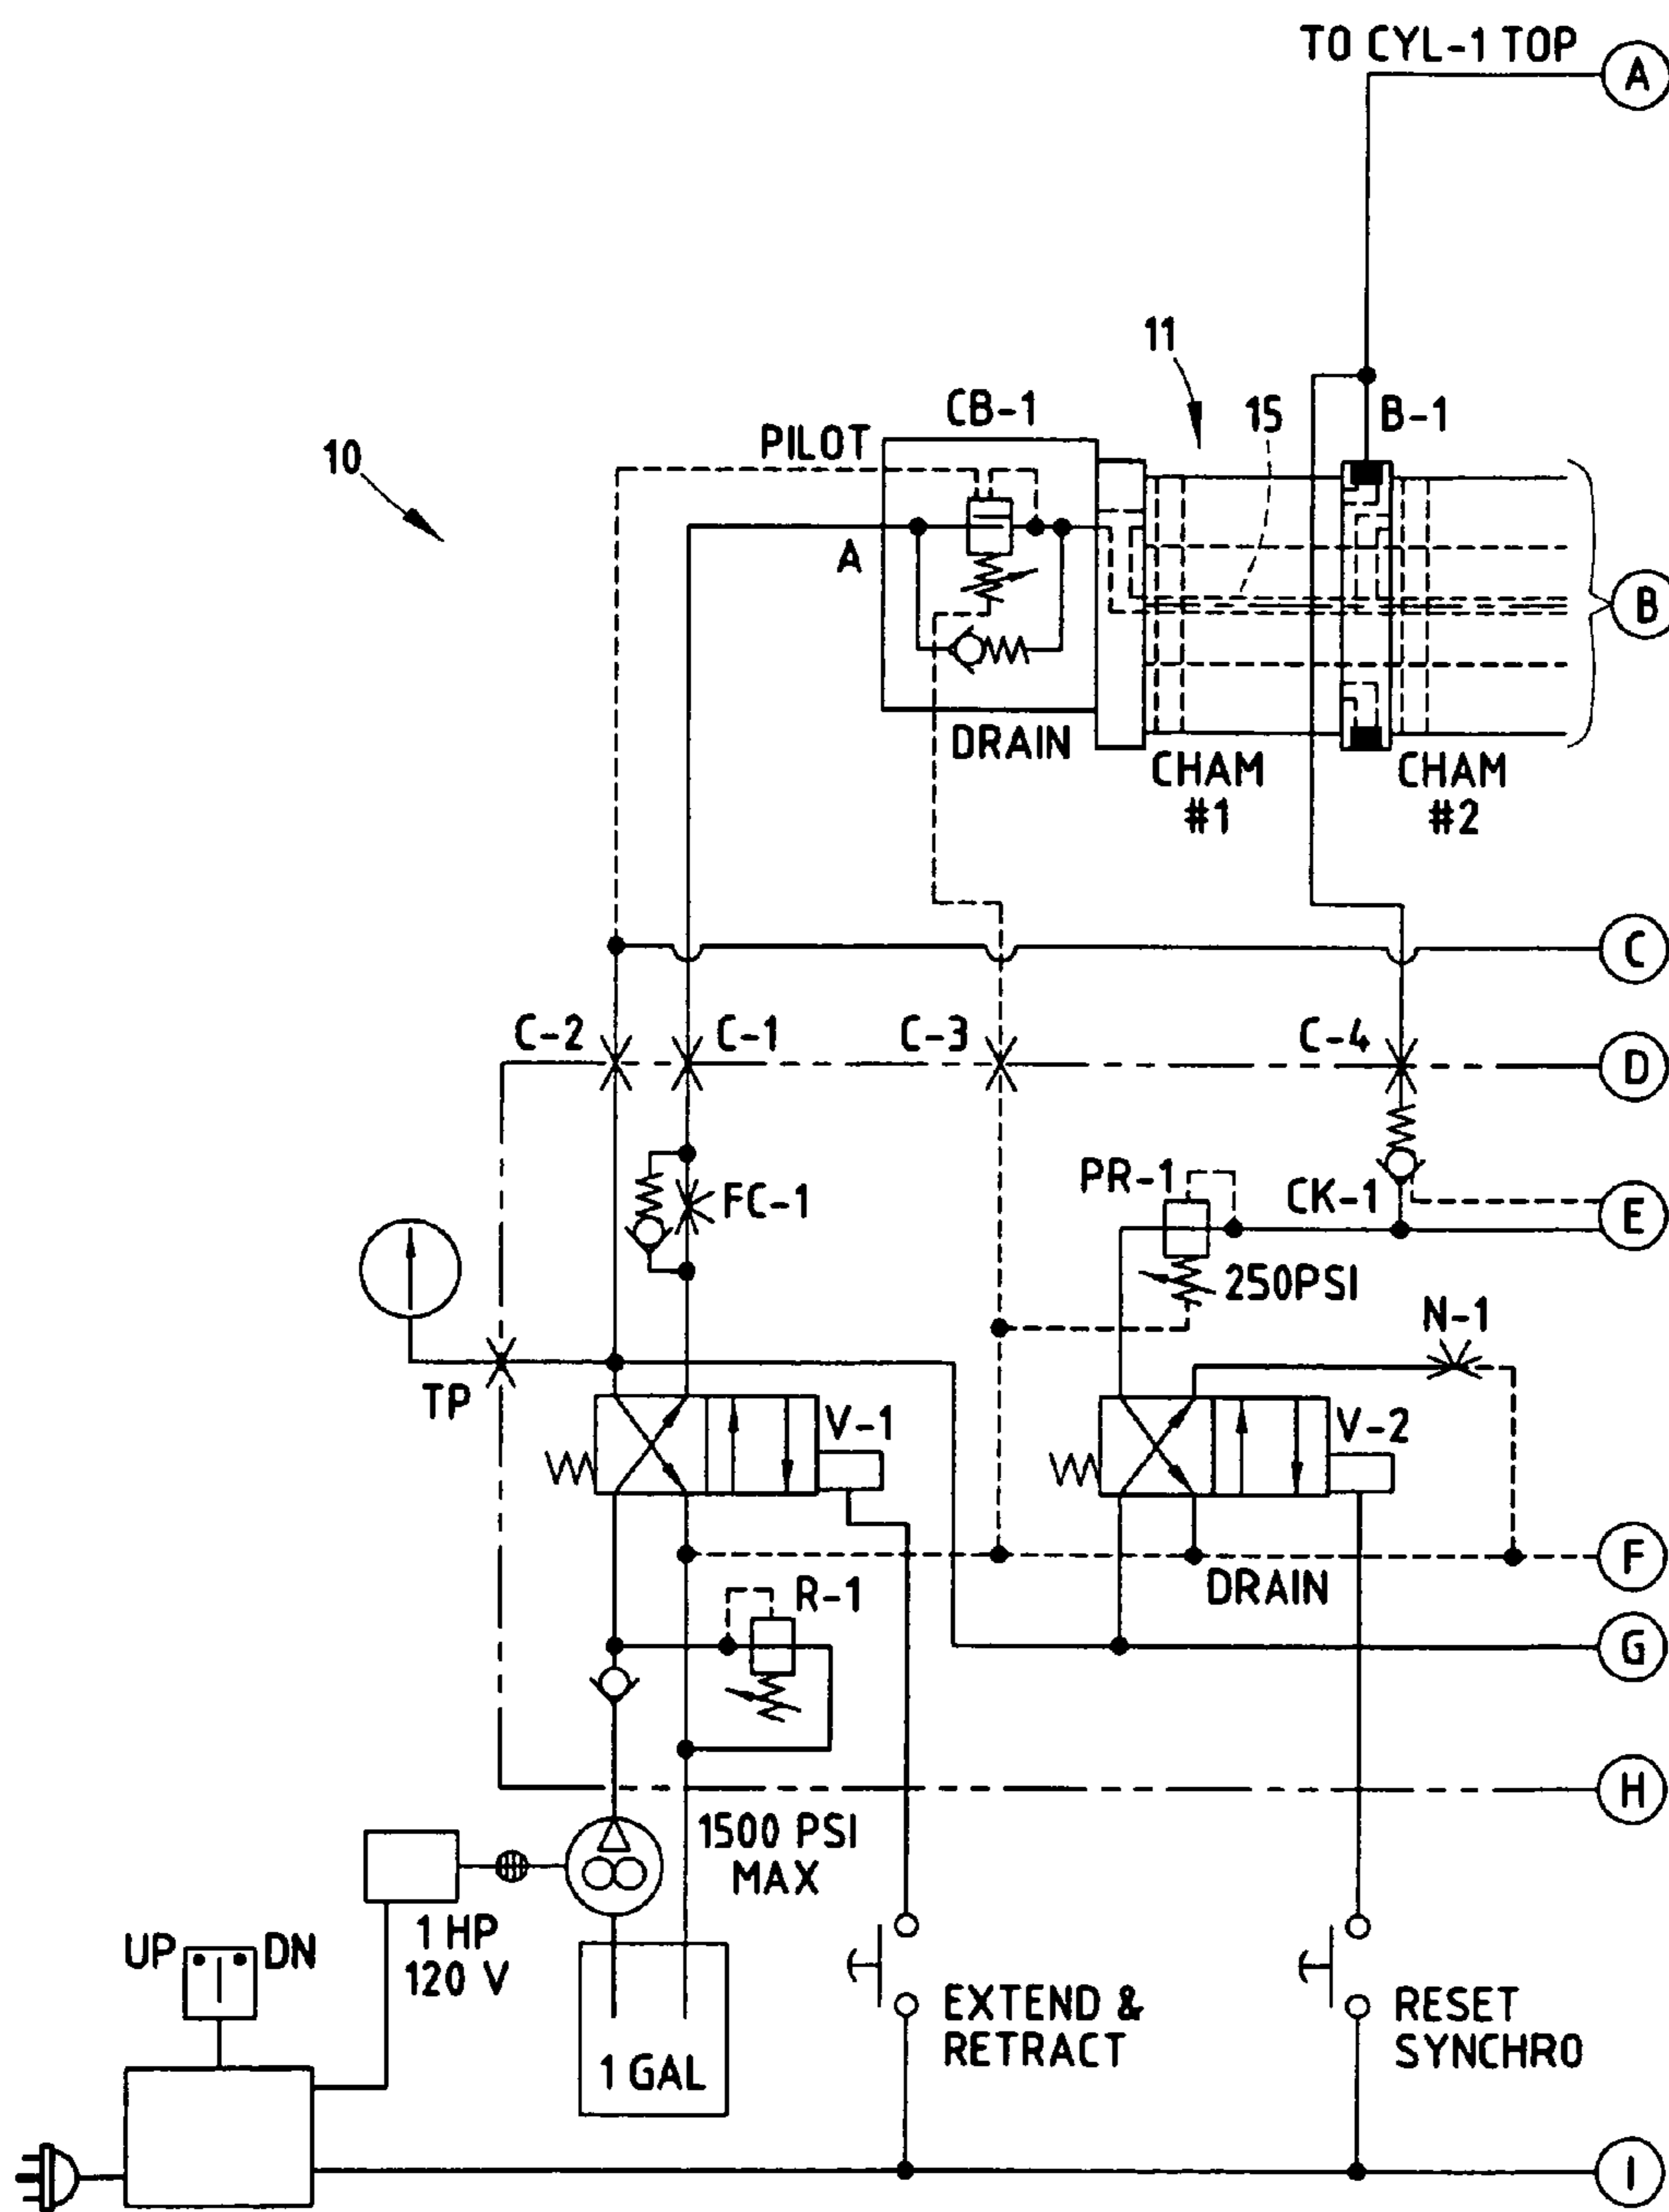 TO CYL-1 TOP
A
11
CB-1
15
B-1
PILOT
10
A
B
DRAIN
CHAM
#1
CHAM
#2
C
C-2
C-1
C-3
C-4
D
PR-1
CK-1
FC-1
E
250PSI
N-1
TP
V-1
V-2
F
DRAIN
R-1
G
H
1500 PSI
MAX
1 HP
120 V
UP
DN
EXTEND &
RETRACT
RESET
SYNCHRO
1 GAL
I